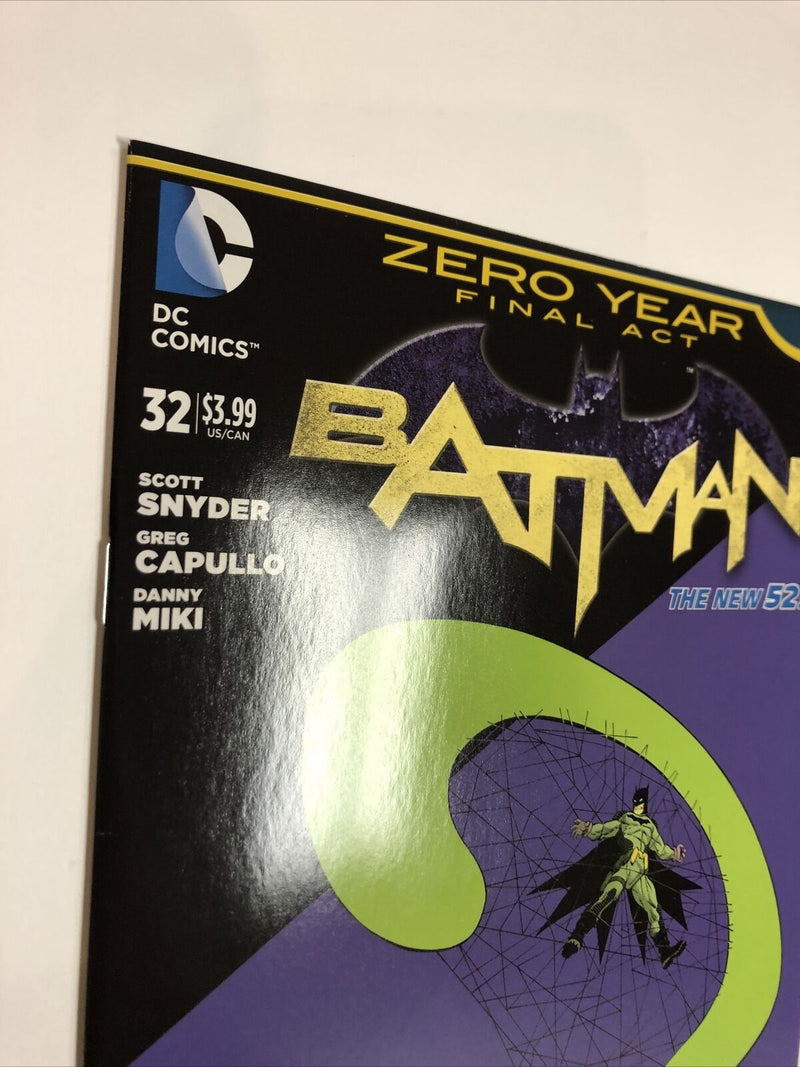 ZERO YEAR
FINAL ACT
DC
COMICS™
32 $3.99
US/CAN
BATMAN
™
SCOTT
SNYDER
GREG
CAPULLO
DANNY
MIKI
THE NEW 52!